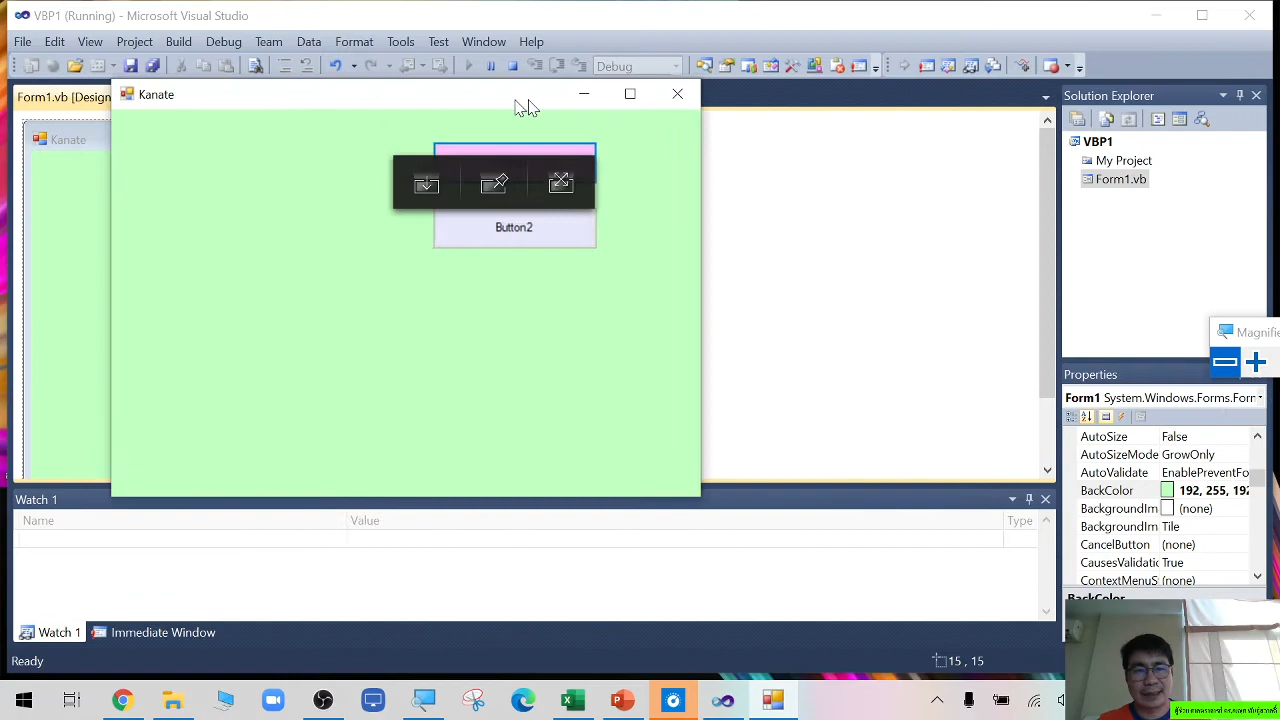 VBP1 (Running) - Microsoft Visual Studio
File Edit View Project Build Debug Team Data Format Tools Test Window Help
Debug
Form1.vb [Design
Kanate
Kanate
Button2
Solution Explorer
VBP1
My Project
Form1.vb
Magnifie
Properties
Form1 System.Windows.Forms.Forr
AutoSize False
AutoSizeMode GrowOnly
AutoValidate EnablePreventFo
BackColor 192, 255, 192
BackgroundIm (none)
BackgroundIm Tile
CancelButton (none)
CausesValidatic True
ContextMenuS (none)
BackColor
Watch 1
Name Value Type
Watch 1 Immediate Window
Ready 15 , 15